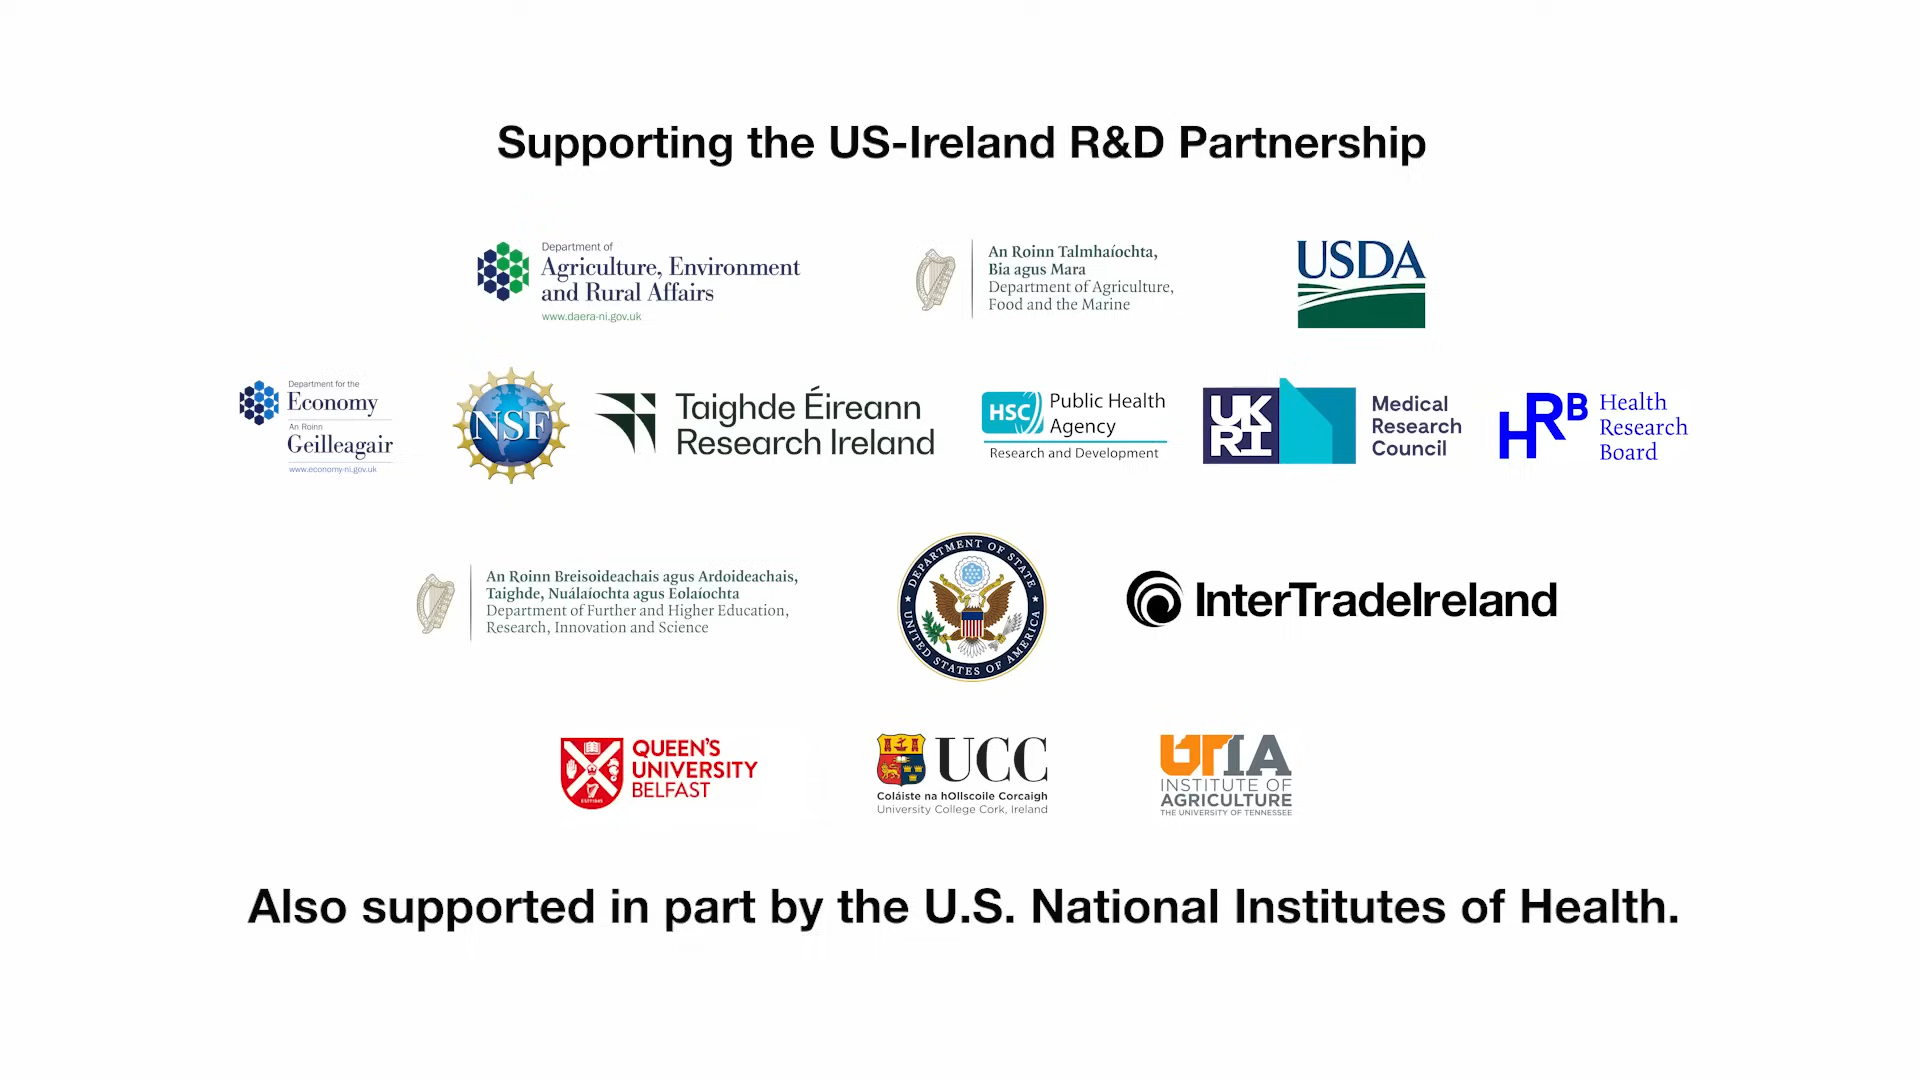 Supporting the US-Ireland R&D Partnership
Department of
Agriculture, Environment
and Rural Affairs
www.daera-ni.gov.uk
An Roinn Talmhaíochta,
Bia agus Mara
Department of Agriculture,
Food and the Marine
USDA
Department for the
Economy
An Roinn
Geilleagair
www.economy-ni.gov.uk
NSF
Taighde Éireann
Research Ireland
HSC Public Health
Agency
Research and Development
UK
RI
Medical
Research
Council
HRB
Health
Research
Board
An Roinn Breisoideachais agus Ardoideachais,
Taighde, Nuálaíochta agus Eolaíochta
Department of Further and Higher Education,
Research, Innovation and Science
DEPARTMENT OF STATE
UNITED STATES OF AMERICA
InterTradeIreland
QUEEN'S
UNIVERSITY
BELFAST
ESTD 1845
UCC
Coláiste na hOllscoile Corcaigh
University College Cork, Ireland
UTIA
INSTITUTE OF
AGRICULTURE
THE UNIVERSITY OF TENNESSEE
Also supported in part by the U.S. National Institutes of Health.